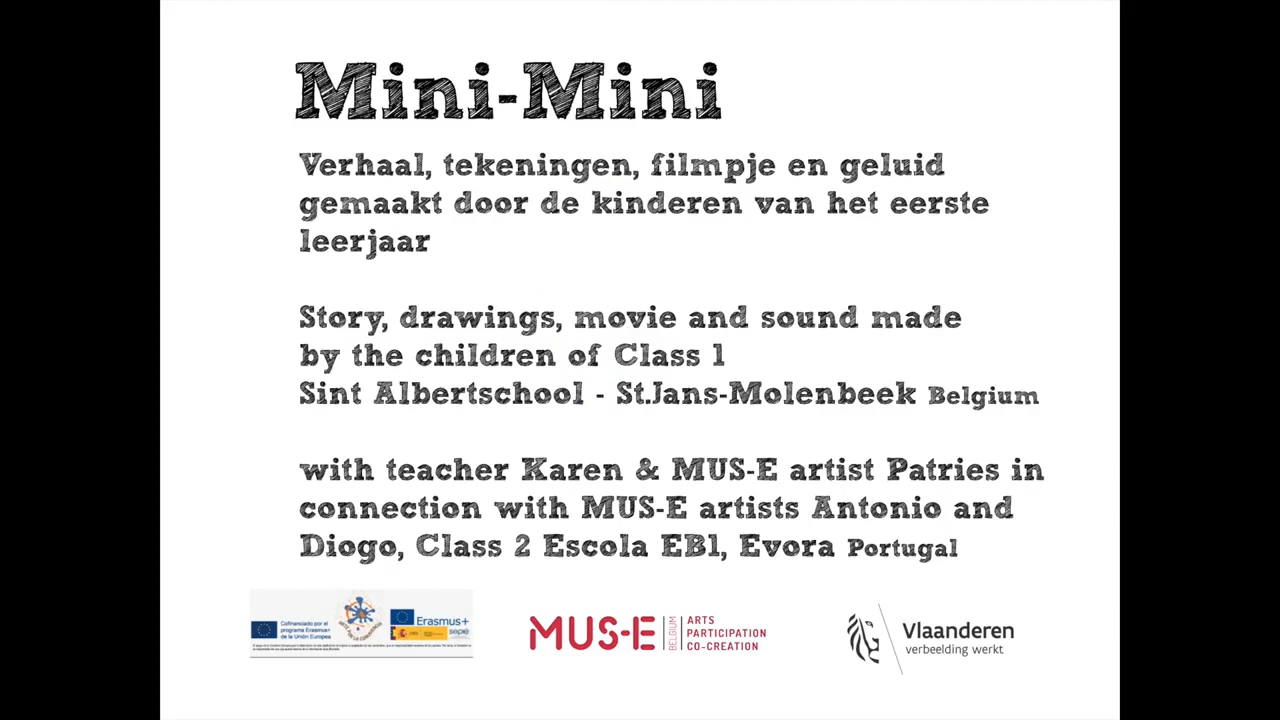 Mini-Mini
Verhaal, tekeningen, filmpje en geluid
gemaakt door de kinderen van het eerste
leerjaar
Story, drawings, movie and sound made
by the children of Class 1
Sint Albertschool - St.Jans-Molenbeek Belgium
with teacher Karen & MUS-E artist Patries in
connection with MUS-E artists Antonio and
Diogo, Class 2 Escola EB1, Evora Portugal
Cofinanciado por el
programa Erasmus+
de la Unión Europea
Erasmus+
sepie
MUS-E
BELGIUM
ARTS
PARTICIPATION
CO-CREATION
Vlaanderen
verbeelding werkt